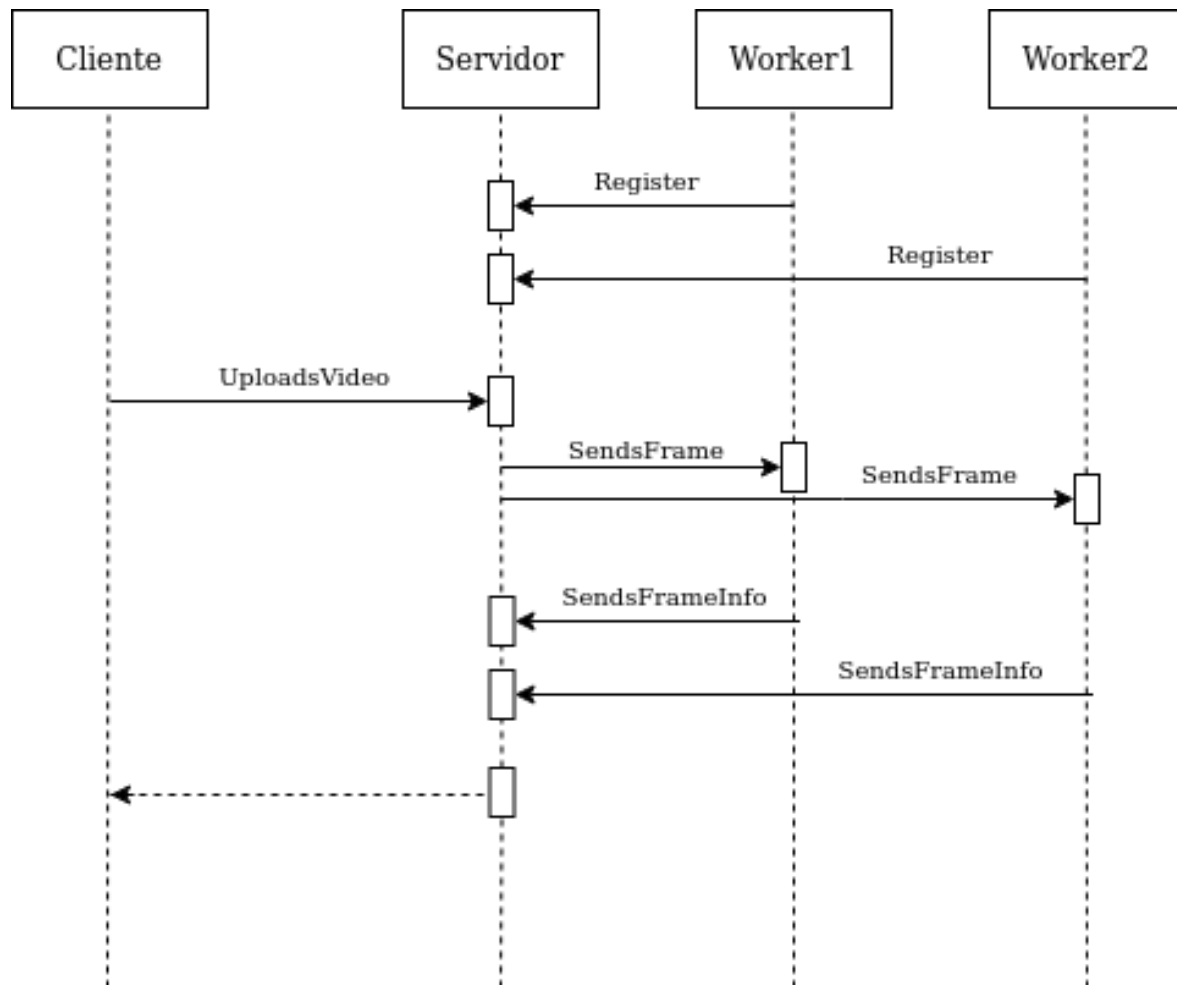 Cliente
Servidor
Worker1
Worker2
Register
Register
UploadsVideo
SendsFrame
SendsFrame
SendsFrameInfo
SendsFrameInfo